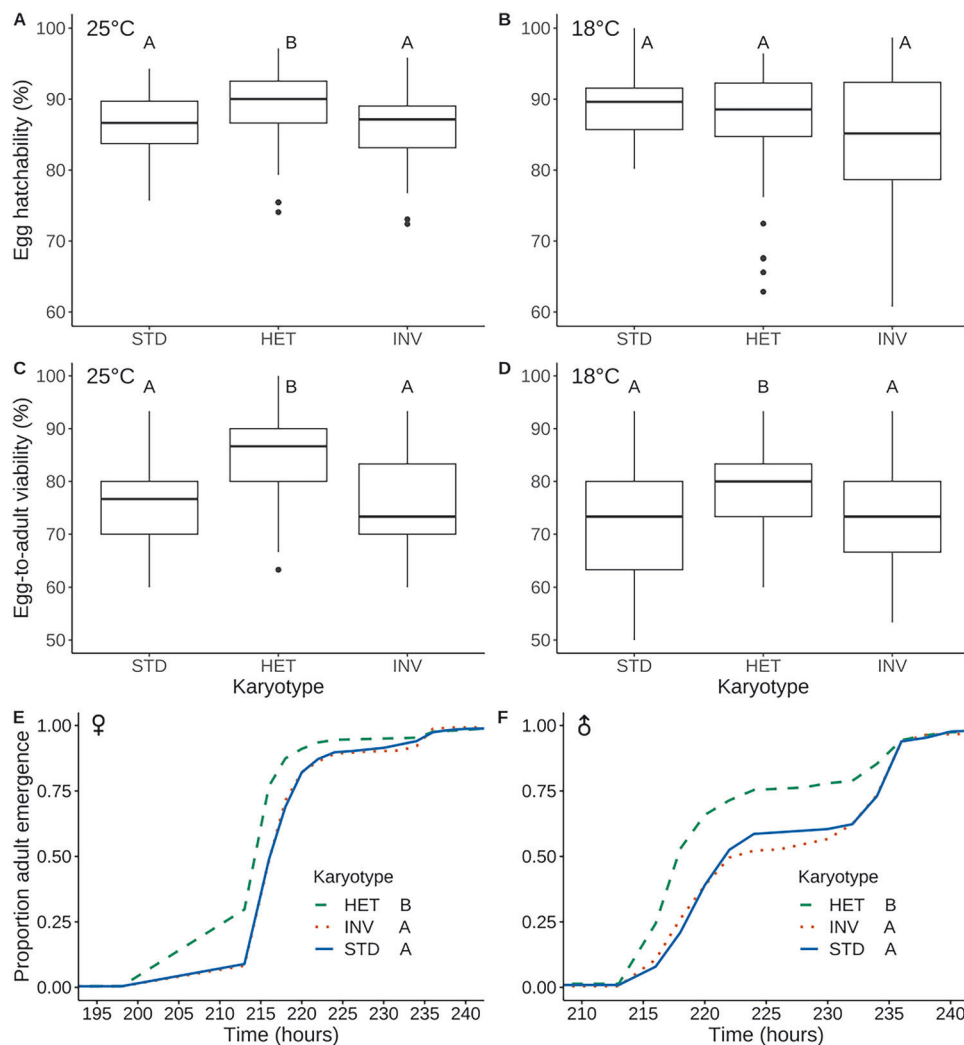 A
25°C
A
B
A
Egg hatchability (%)
100
90
80
70
60
STD
HET
INV
B
18°C
A
A
A
100
90
80
70
60
STD
HET
INV
C
25°C
A
B
A
Egg-to-adult viability (%)
100
90
80
70
60
50
STD
HET
INV
Karyotype
D
18°C
A
B
A
100
90
80
70
60
50
STD
HET
INV
Karyotype
E
♀
Proportion adult emergence
1.00
0.75
0.50
0.25
0.00
Karyotype
HET B
INV A
STD A
195 200 205 210 215 220 225 230 235 240
Time (hours)
F
♂
1.00
0.75
0.50
0.25
0.00
Karyotype
HET B
INV A
STD A
210 215 220 225 230 235 240
Time (hours)